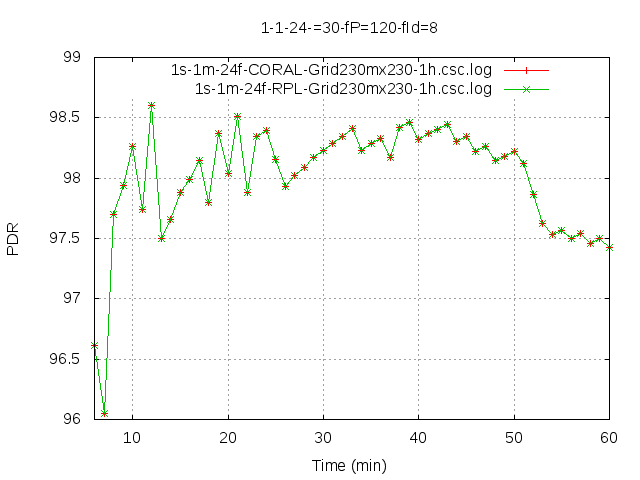 1-1-24-=30-fP=120-fId=8
1s-1m-24f-CORAL-Grid230mx230-1h.csc.log
1s-1m-24f-RPL-Grid230mx230-1h.csc.log
99
98.5
98
97.5
97
96.5
96
PDR
10 20 30 40 50 60
Time (min)